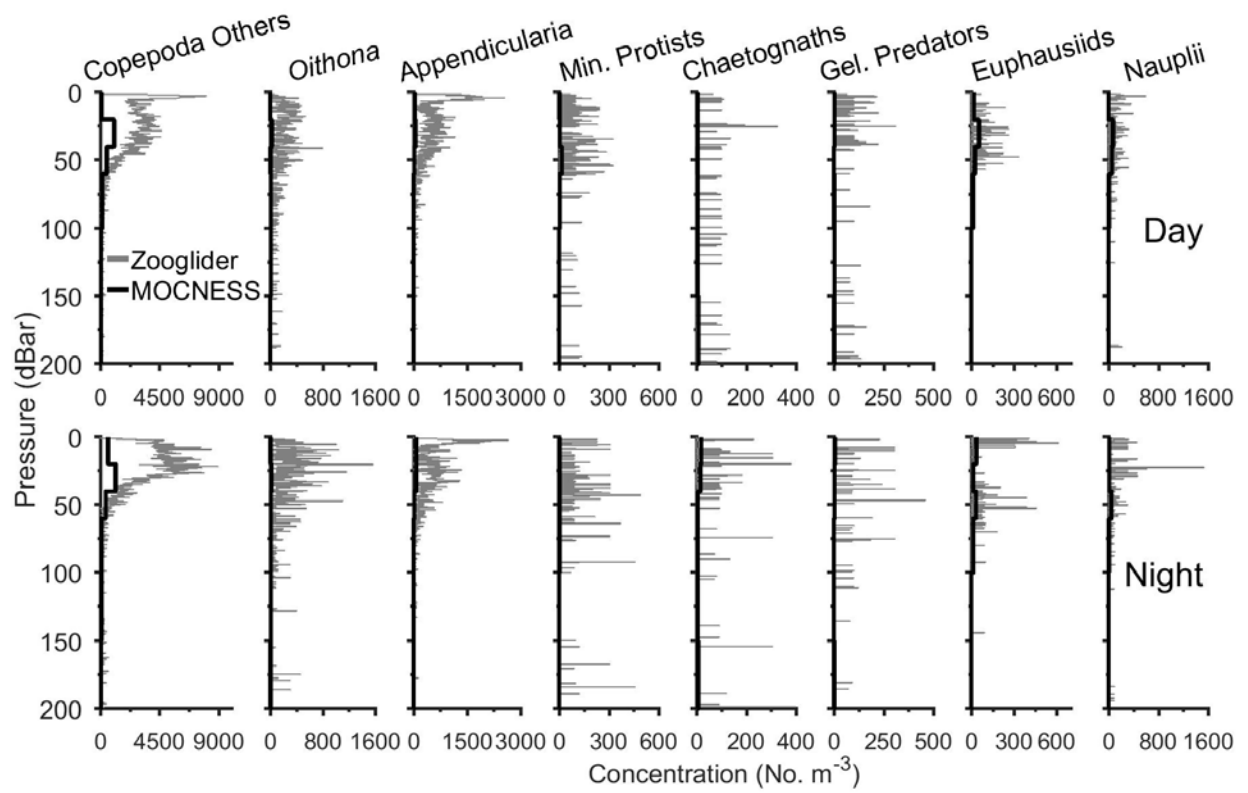 Copepoda Others
Oithona
Appendicularia
Min. Protists
Chaetognaths
Gel. Predators
Euphausiids
Nauplii
0
50
100
150
200
Zooglider
MOCNESS
Day
0 4500 9000
0 800 1600
0 1500 3000
0 300 600
0 200 400
0 250 500
0 300 600
0 800 1600
Pressure (dBar)
0
50
100
150
200
Night
0 4500 9000
0 800 1600
0 1500 3000
0 300 600
0 200 400
0 250 500
0 300 600
0 800 1600
Concentration (No. m⁻³)